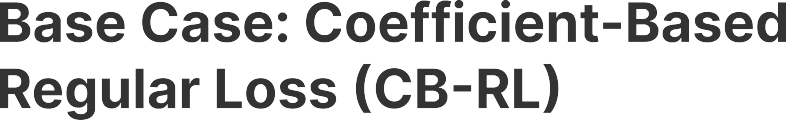 Base Case: Coefficient-Based
Regular Loss (CB-RL)